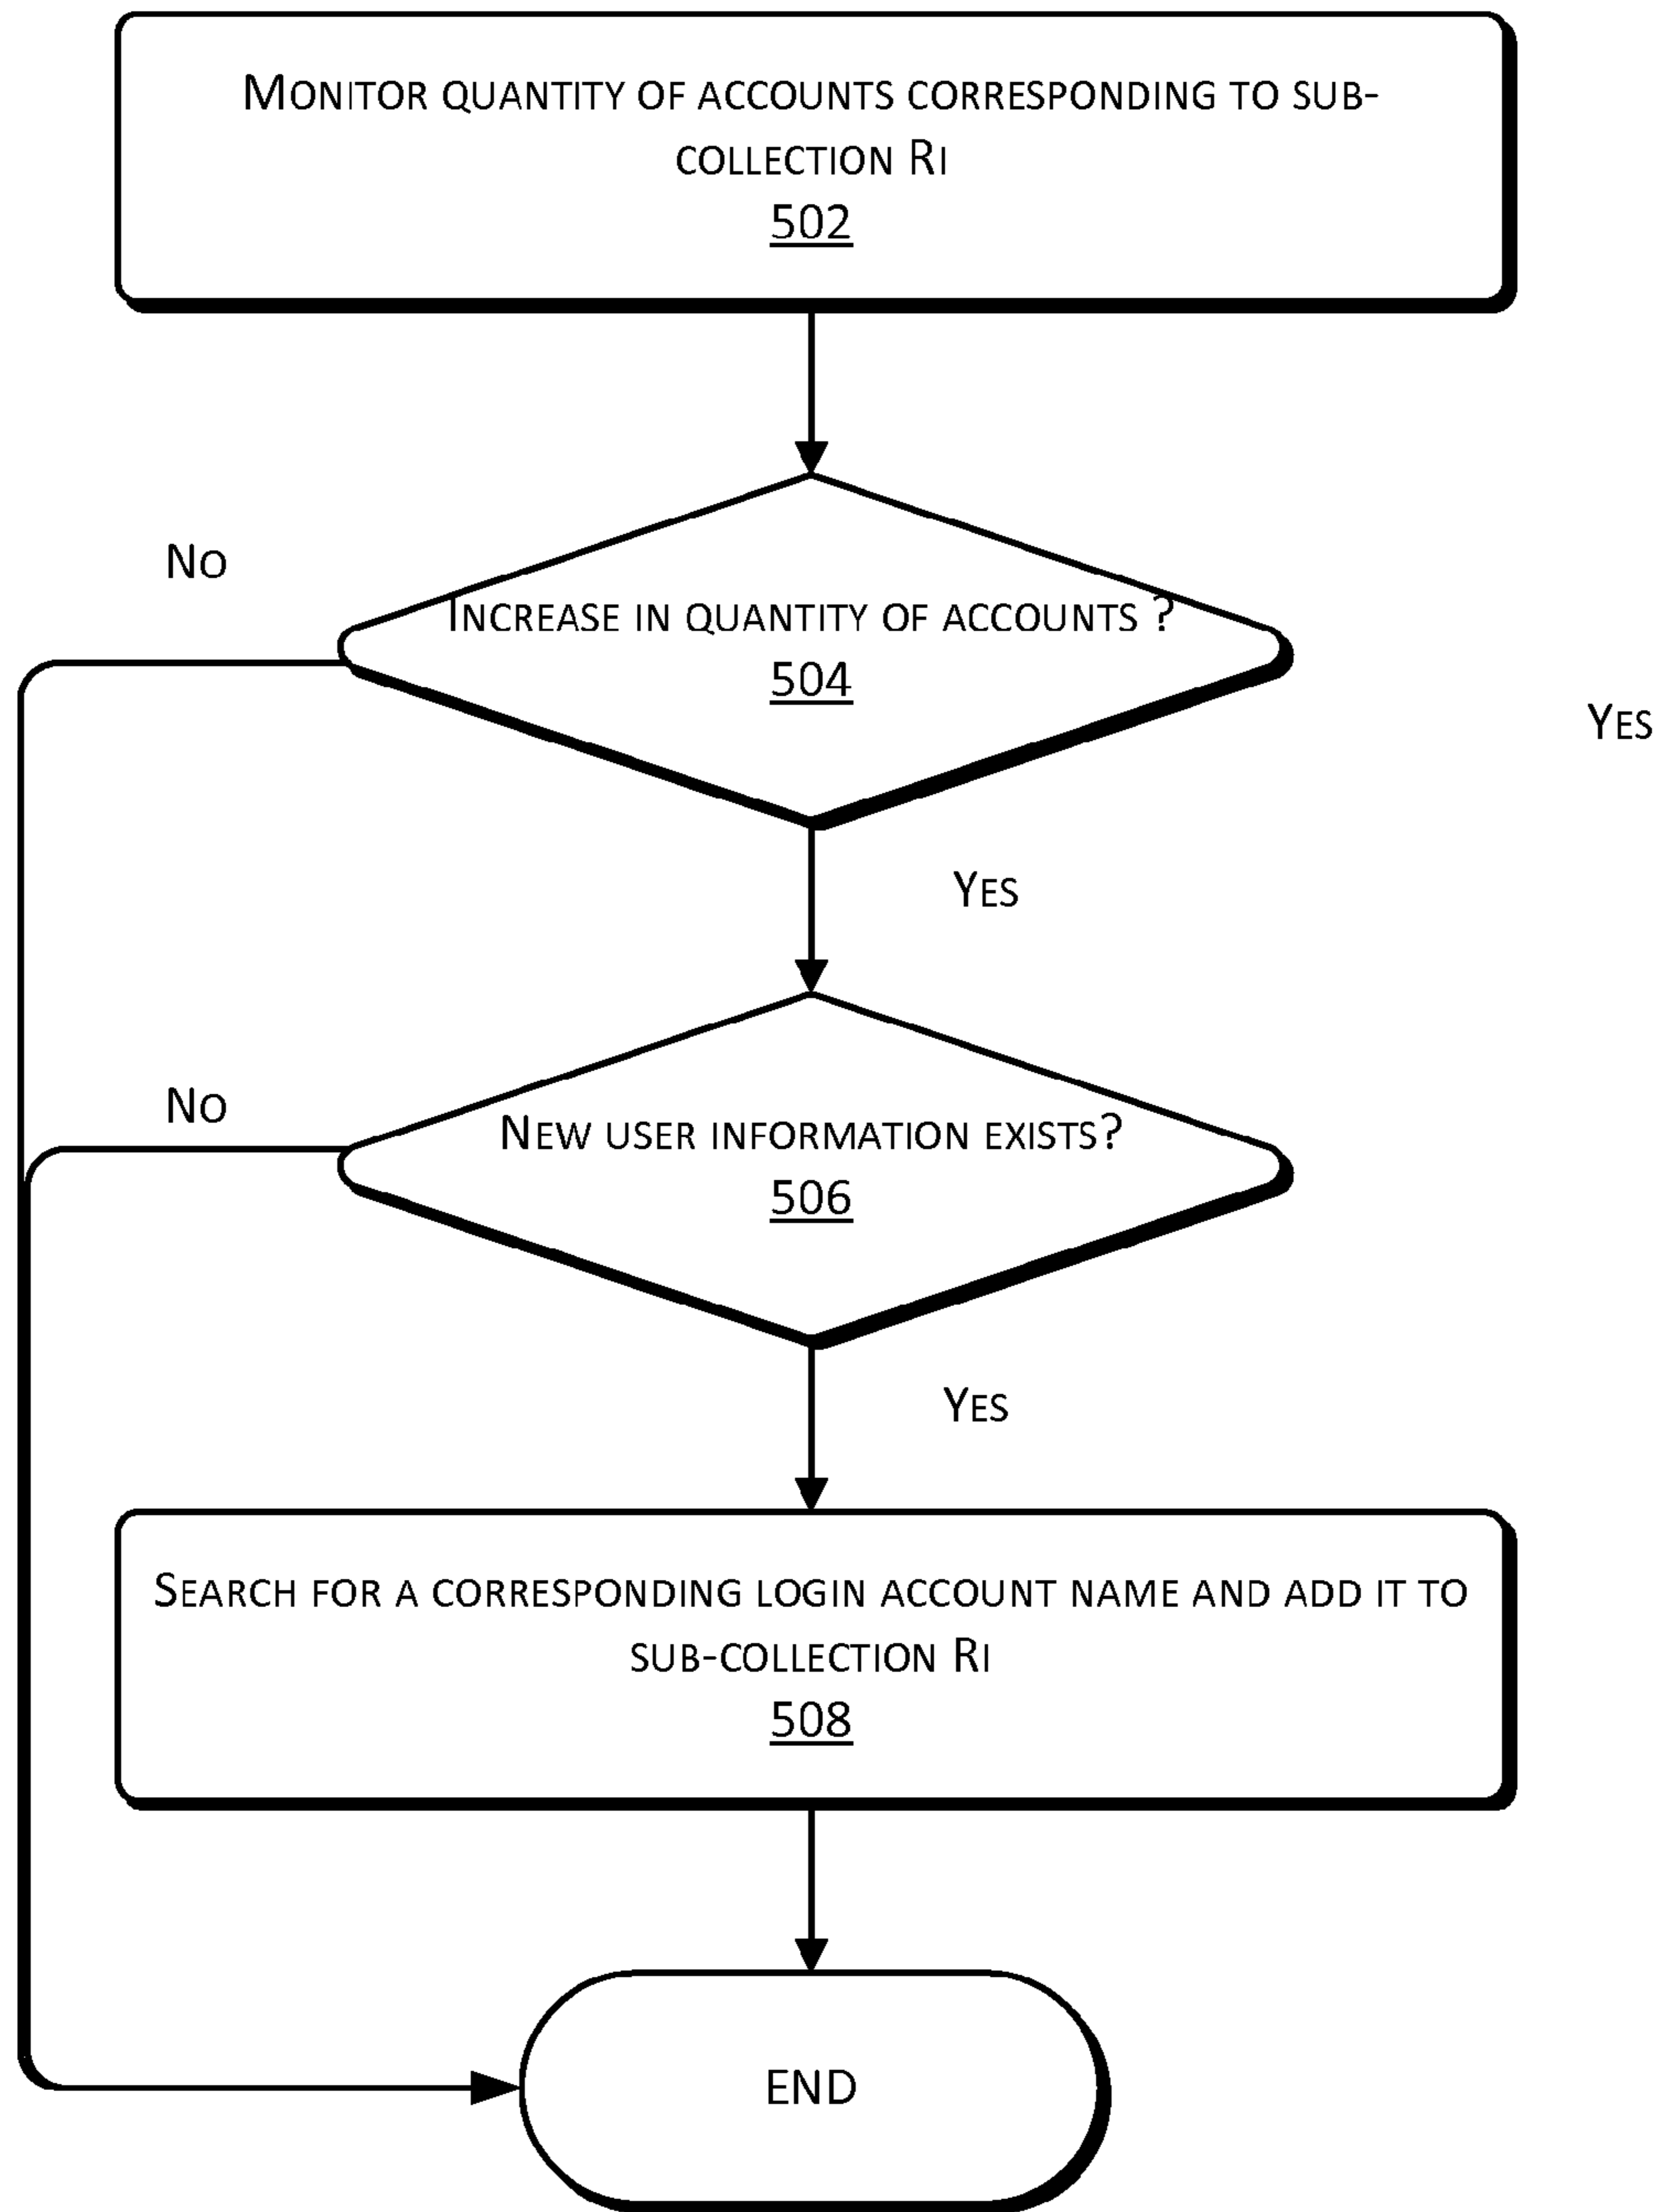 Monitor quantity of accounts corresponding to sub-
collection Ri
502
No
Increase in quantity of accounts ?
504
Yes
Yes
No
New user information exists?
506
Yes
Search for a corresponding login account name and add it to
sub-collection Ri
508
END